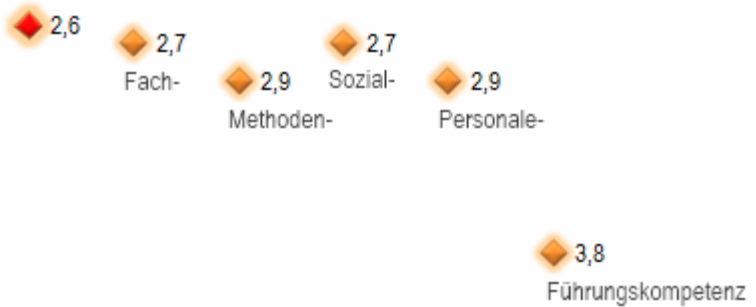 2,6
2,7
Fach-
2,9
Methoden-
2,7
Sozial-
2,9
Personale-
3,8
Führungskompetenz